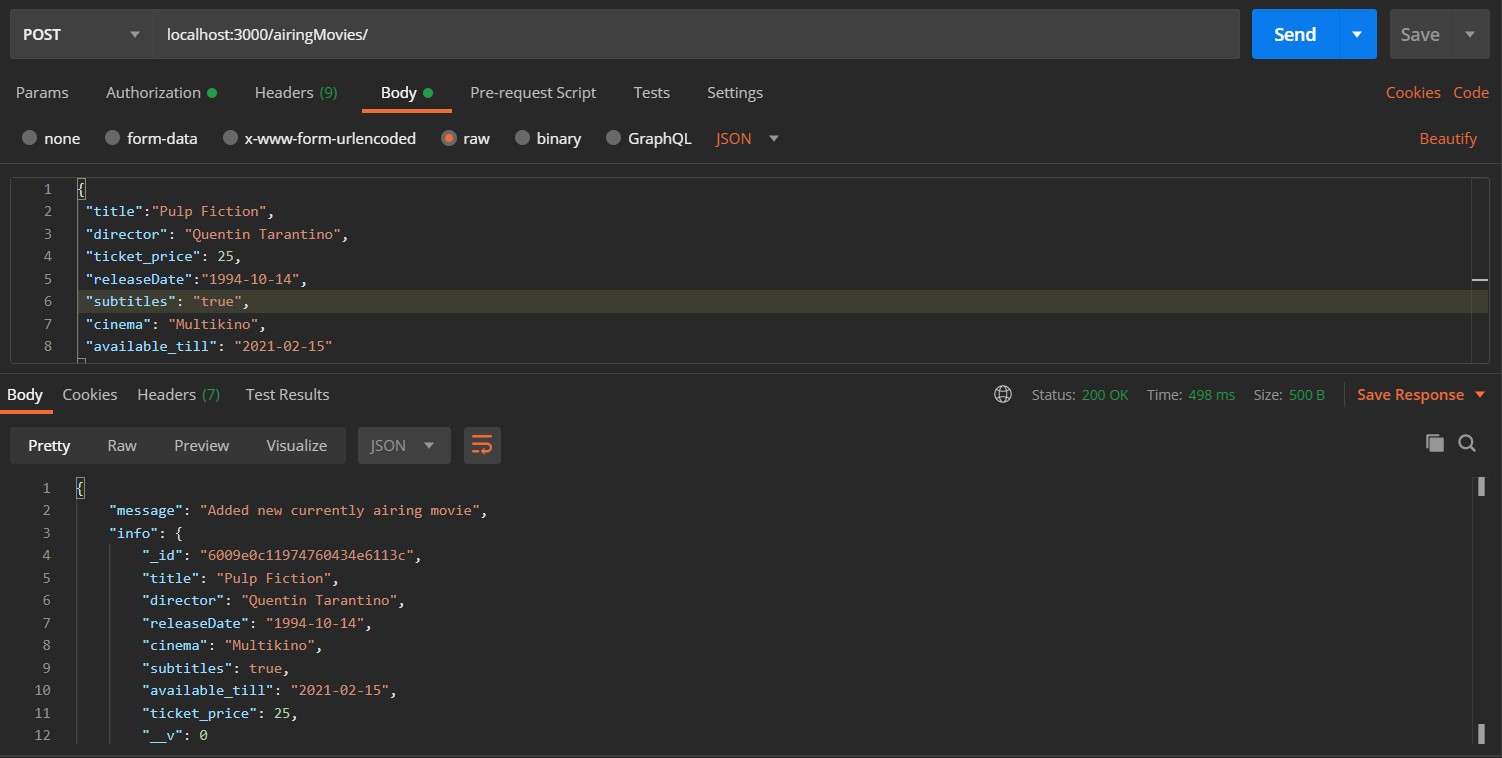 POST localhost:3000/airingMovies/ Send Save
Params Authorization Headers (9) Body Pre-request Script Tests Settings Cookies Code
none form-data x-www-form-urlencoded raw binary GraphQL JSON Beautify
1 {
2 "title":"Pulp Fiction",
3 "director": "Quentin Tarantino",
4 "ticket_price": 25,
5 "releaseDate":"1994-10-14",
6 "subtitles": "true",
7 "cinema": "Multikino",
8 "available_till": "2021-02-15"
Body Cookies Headers (7) Test Results Status: 200 OK Time: 498 ms Size: 500 B Save Response
Pretty Raw Preview Visualize JSON
1 {
2 "message": "Added new currently airing movie",
3 "info": {
4 "_id": "6009e0c11974760434e6113c",
5 "title": "Pulp Fiction",
6 "director": "Quentin Tarantino",
7 "releaseDate": "1994-10-14",
8 "cinema": "Multikino",
9 "subtitles": true,
10 "available_till": "2021-02-15",
11 "ticket_price": 25,
12 "__v": 0